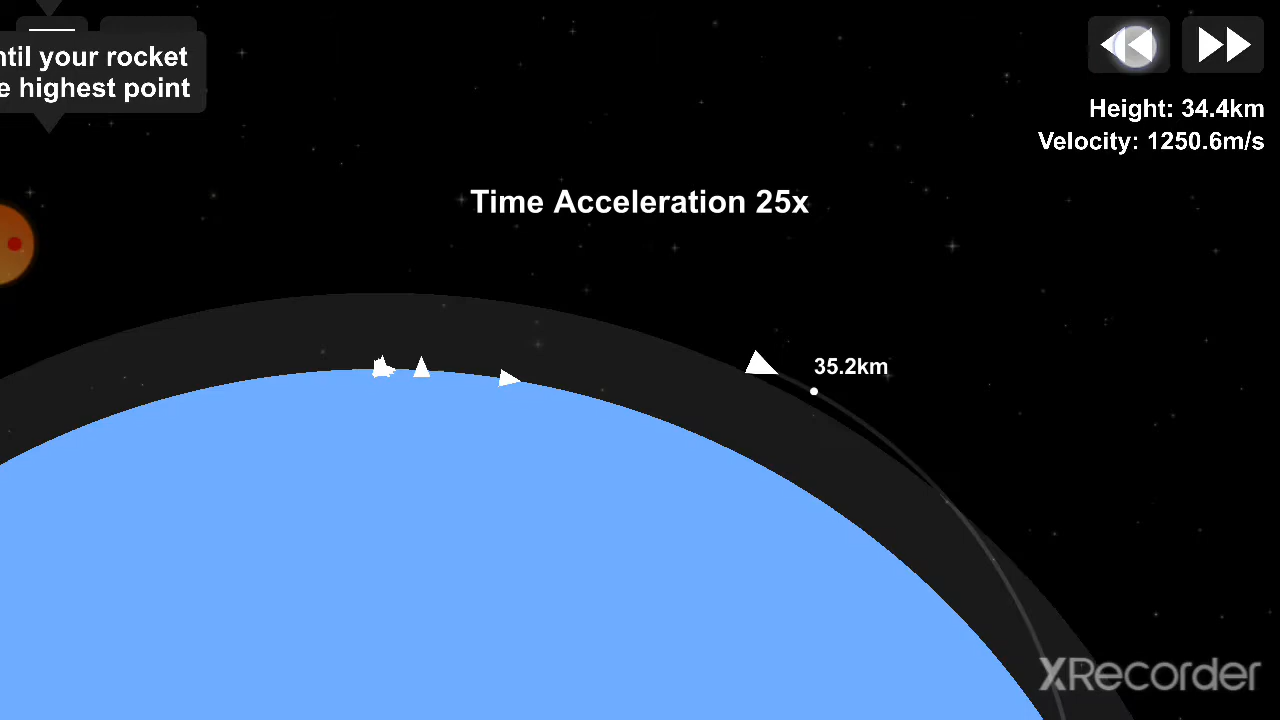 ntil your rocket
e highest point
Height: 34.4km
Velocity: 1250.6m/s
Time Acceleration 25x
35.2km
XRecorder